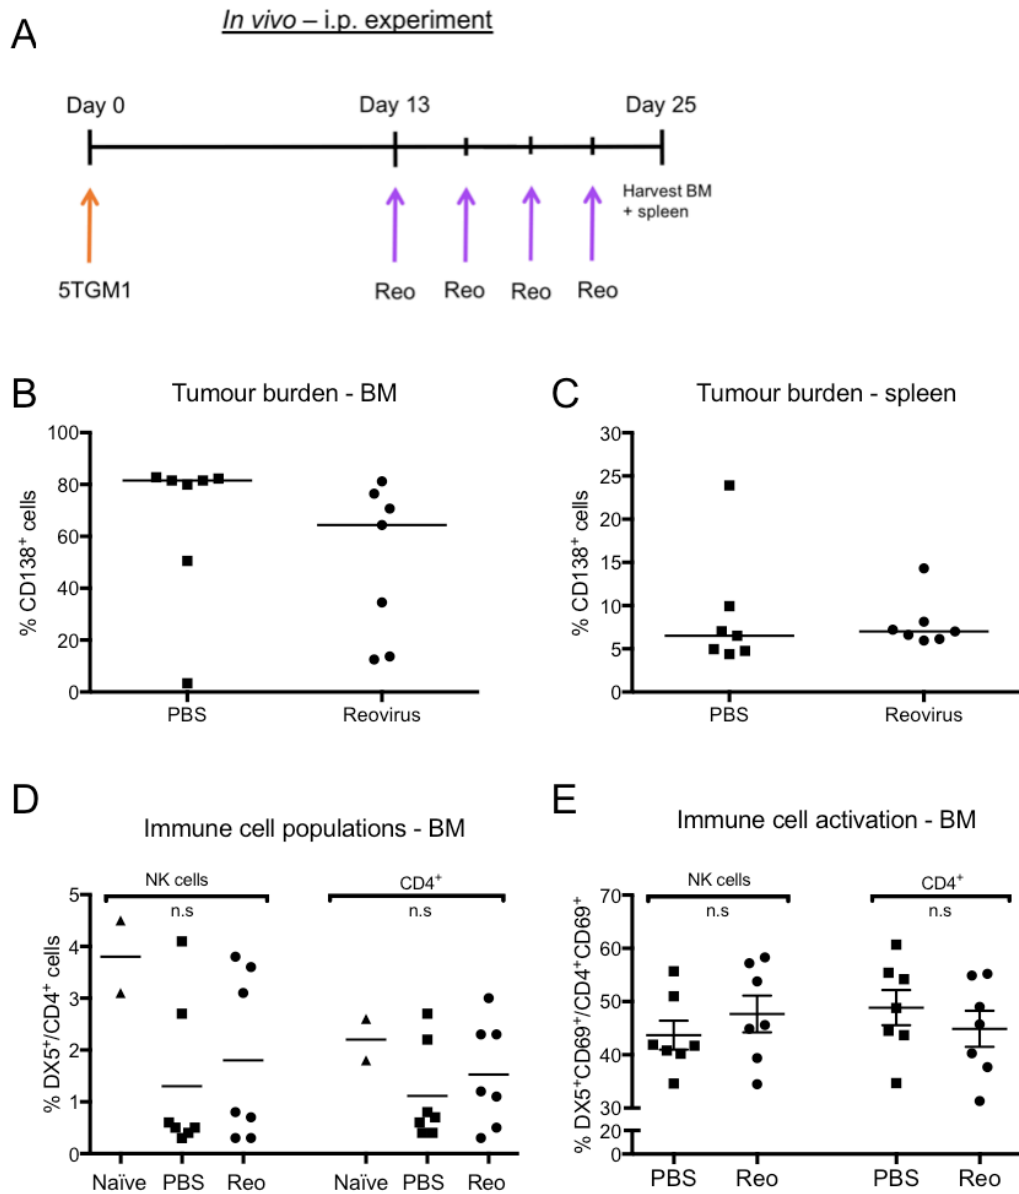 A
In vivo – i.p. experiment
Day 0
Day 13
Day 25
Harvest BM
+ spleen
5TGM1
Reo
Reo
Reo
Reo
B
Tumour burden - BM
% CD138+ cells
100
80
60
40
20
0
PBS
Reovirus
C
Tumour burden - spleen
% CD138+ cells
30
25
20
15
10
5
0
PBS
Reovirus
D
Immune cell populations - BM
NK cells
n.s
CD4+
n.s
% DX5+/CD4+ cells
5
4
3
2
1
0
Naïve
PBS
Reo
Naïve
PBS
Reo
E
Immune cell activation - BM
NK cells
n.s
CD4+
n.s
% DX5+CD69+/CD4+CD69+
70
60
50
40
30
20
0
PBS
Reo
PBS
Reo